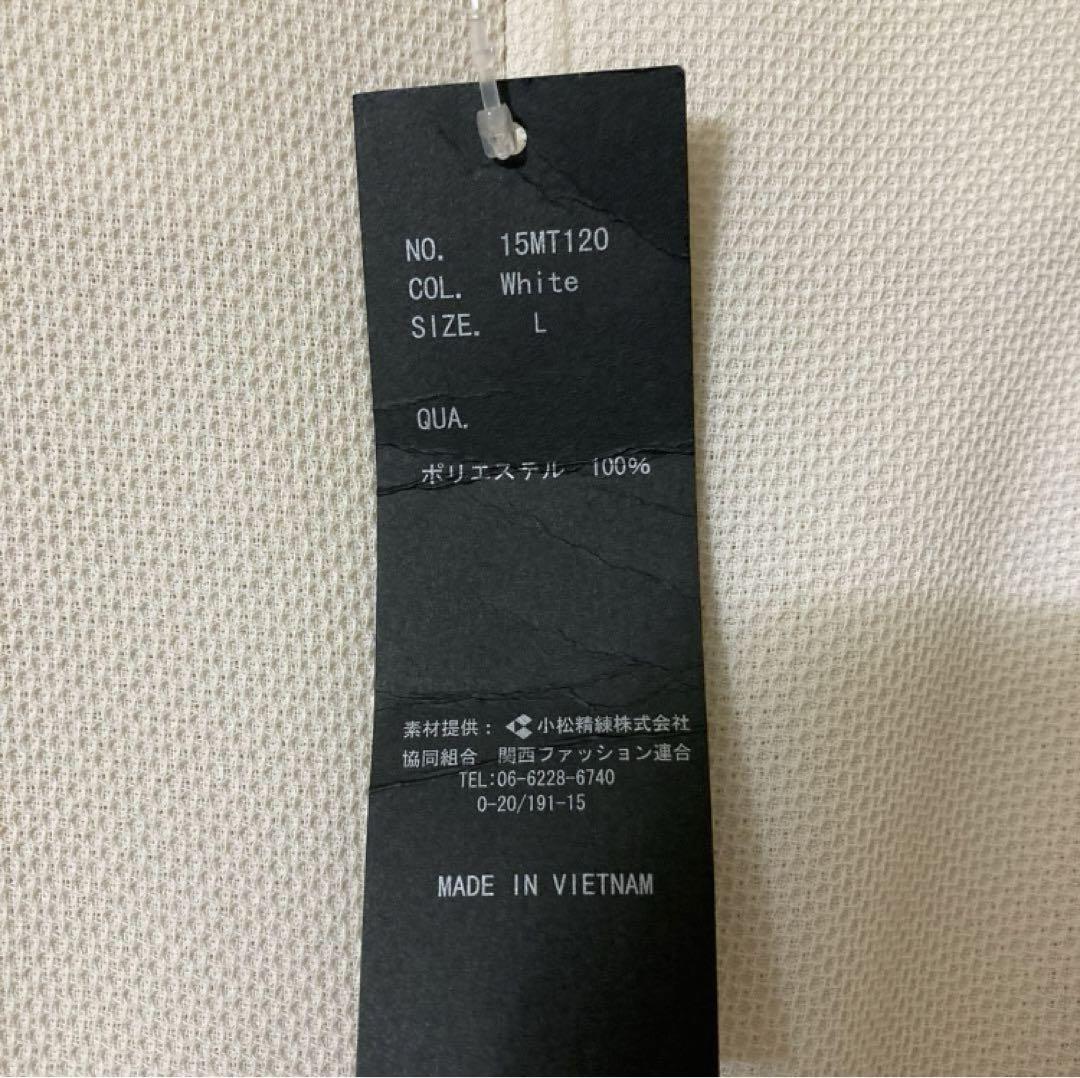 NO. 15MT120
COL. White
SIZE. L
QUA.
ポリエステル 100%
素材提供： 小松精練株式会社
協同組合 関西ファッション連合
TEL:06-6228-6740
0-20/191-15
MADE IN VIETNAM